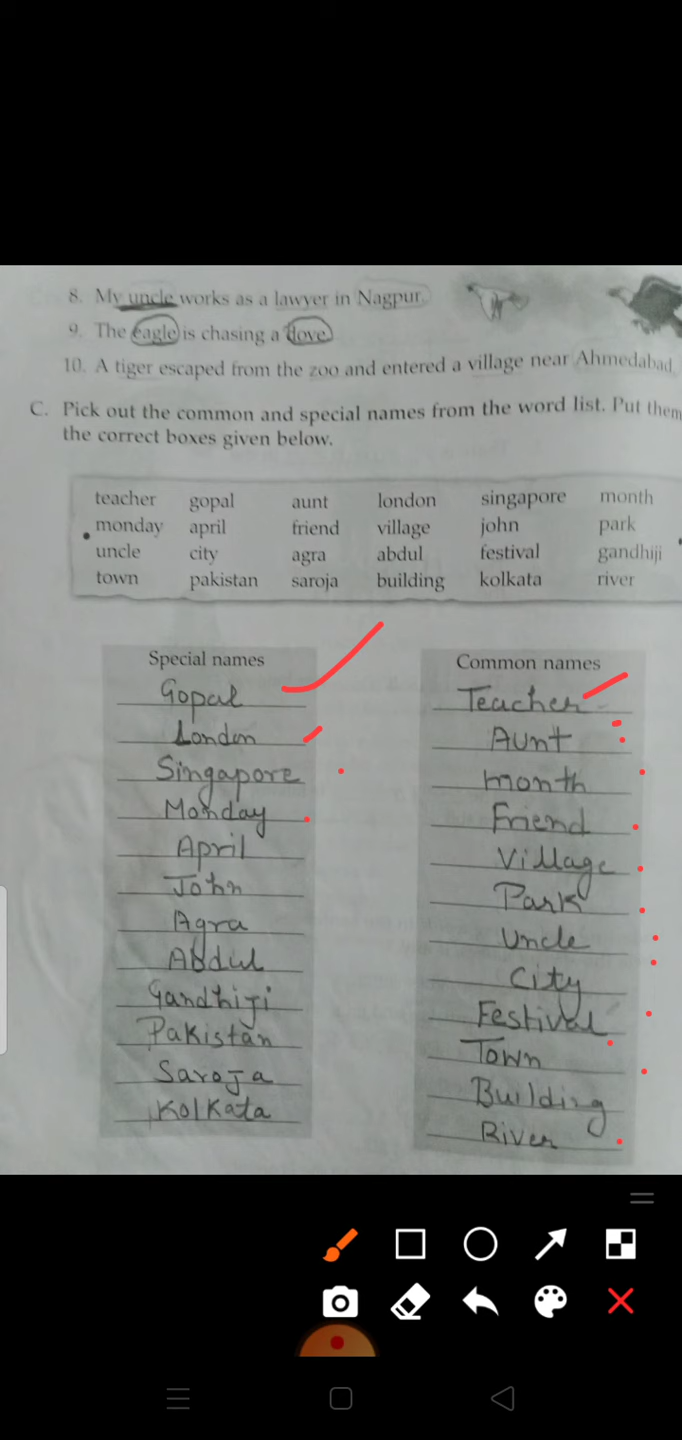 8. My uncle works as a lawyer in Nagpur.
9. The eagle is chasing a dove.
10. A tiger escaped from the zoo and entered a village near Ahmedabad.
C. Pick out the common and special names from the word list. Put them
the correct boxes given below.
teacher gopal aunt london singapore month
monday april friend village john park
uncle city agra abdul festival gandhiji
town pakistan saroja building kolkata river
Special names
Gopal
London
Singapore
Monday
April
John
Agra
Abdul
Gandhiji
Pakistan
Saroja
Kolkata
Common names
Teacher
Aunt
month
Friend
Village
Park
Uncle
City
Festival
Town
Building
River